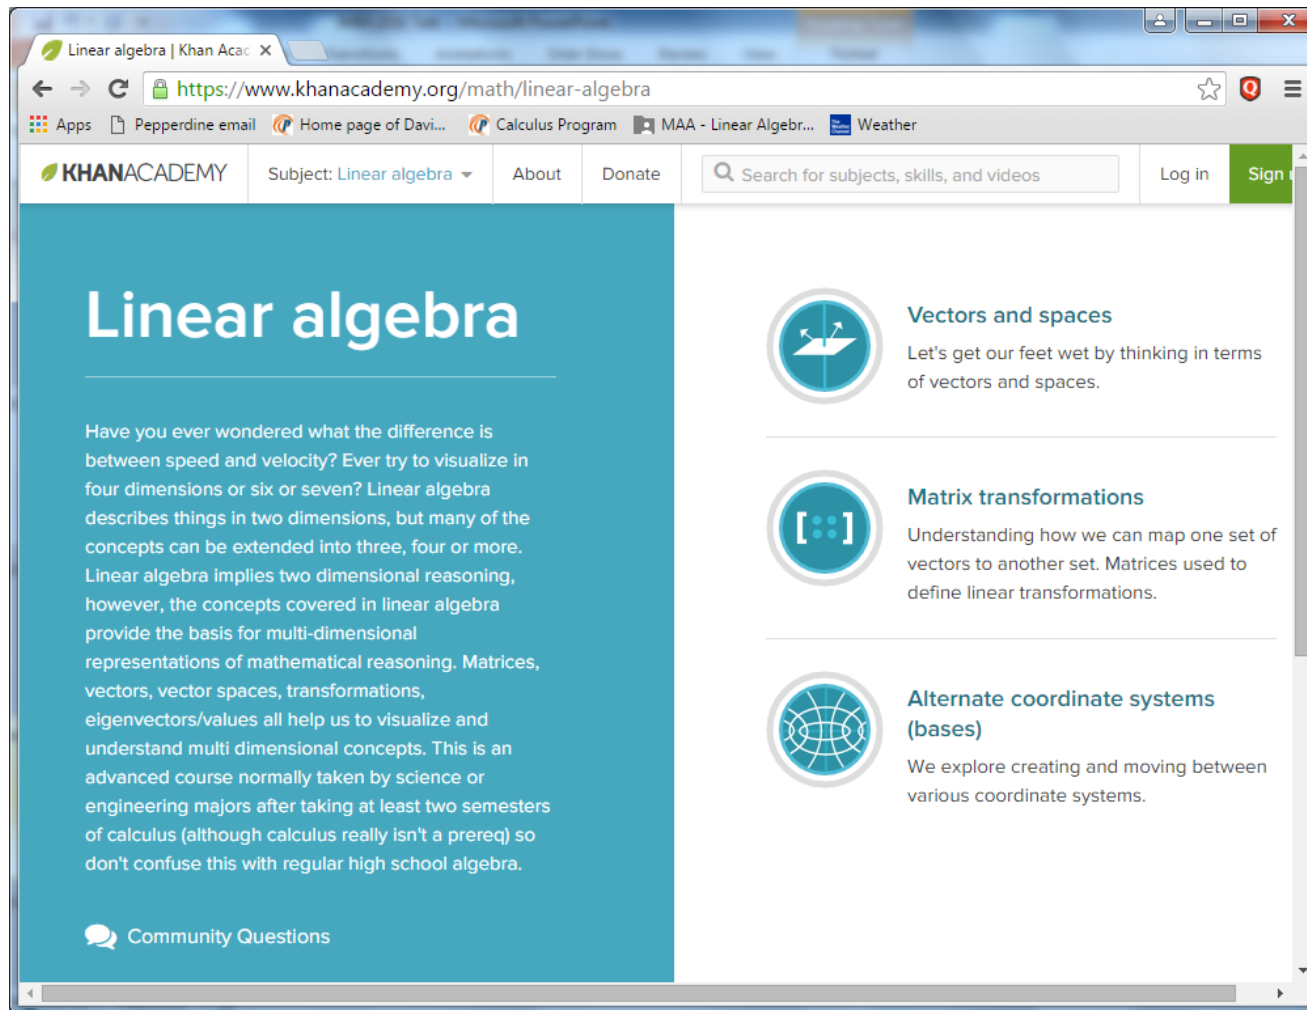 Linear algebra | Khan Acad
https://www.khanacademy.org/math/linear-algebra
Apps Pepperdine email Home page of Davi... Calculus Program MAA - Linear Algebr... Weather
KHANACADEMY Subject: Linear algebra About Donate Search for subjects, skills, and videos Log in Sign u
Linear algebra
Have you ever wondered what the difference is
between speed and velocity? Ever try to visualize in
four dimensions or six or seven? Linear algebra
describes things in two dimensions, but many of the
concepts can be extended into three, four or more.
Linear algebra implies two dimensional reasoning,
however, the concepts covered in linear algebra
provide the basis for multi-dimensional
representations of mathematical reasoning. Matrices,
vectors, vector spaces, transformations,
eigenvectors/values all help us to visualize and
understand multi dimensional concepts. This is an
advanced course normally taken by science or
engineering majors after taking at least two semesters
of calculus (although calculus really isn't a prereq) so
don't confuse this with regular high school algebra.
Community Questions
Vectors and spaces
Let's get our feet wet by thinking in terms
of vectors and spaces.
Matrix transformations
Understanding how we can map one set of
vectors to another set. Matrices used to
define linear transformations.
Alternate coordinate systems
(bases)
We explore creating and moving between
various coordinate systems.